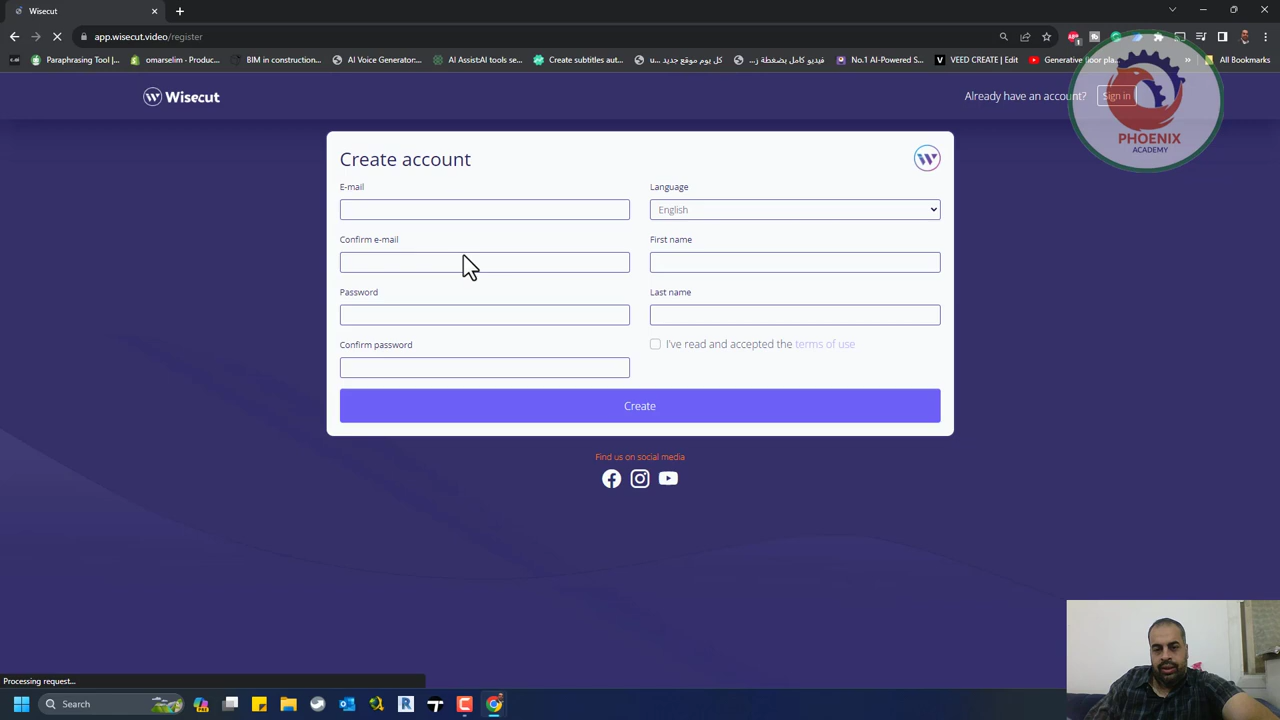 Wisecut
app.wisecut.video/register
Paraphrasing Tool |...
omarselim - Produc...
BIM in construction...
AI Voice Generator:...
AI AssistAI tools se...
Create subtitles aut...
كل يوم موقع جديد ...u
فيديو كامل بضغطة ز...
No.1 AI-Powered S...
VEED CREATE | Edit
Generative floor pla...
»
All Bookmarks
Wisecut
Already have an account?
Sign in
PHOENIX
ACADEMY
Create account
E-mail
Language
English
Confirm e-mail
First name
Password
Last name
Confirm password
I've read and accepted the terms of use
Create
Find us on social media
Processing request...
Search